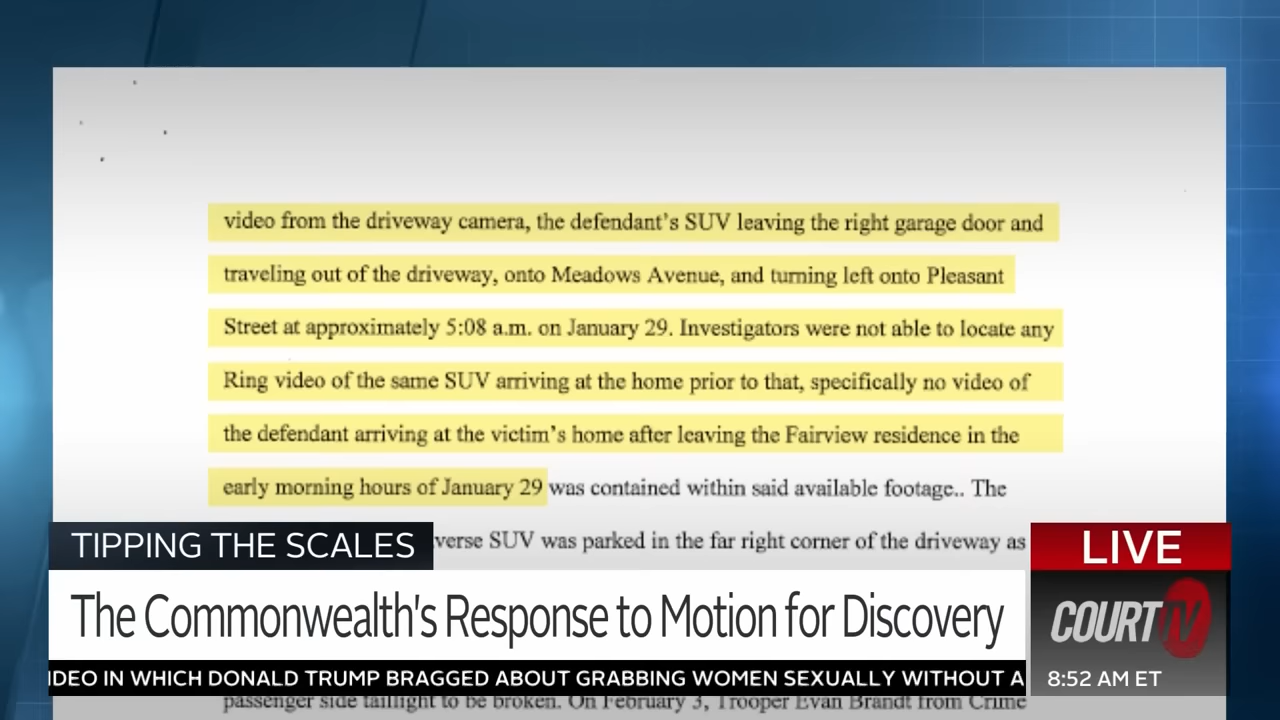 video from the driveway camera, the defendant's SUV leaving the right garage door and
traveling out of the driveway, onto Meadows Avenue, and turning left onto Pleasant
Street at approximately 5:08 a.m. on January 29. Investigators were not able to locate any
Ring video of the same SUV arriving at the home prior to that, specifically no video of
the defendant arriving at the victim's home after leaving the Fairview residence in the
early morning hours of January 29 was contained within said available footage.. The
verse SUV was parked in the far right corner of the driveway as
TIPPING THE SCALES
LIVE
The Commonwealth's Response to Motion for Discovery
COURT TV
IDEO IN WHICH DONALD TRUMP BRAGGED ABOUT GRABBING WOMEN SEXUALLY WITHOUT A
8:52 AM ET
passenger side taillight to be broken. On February 3, Trooper Evan Brandt from Crime